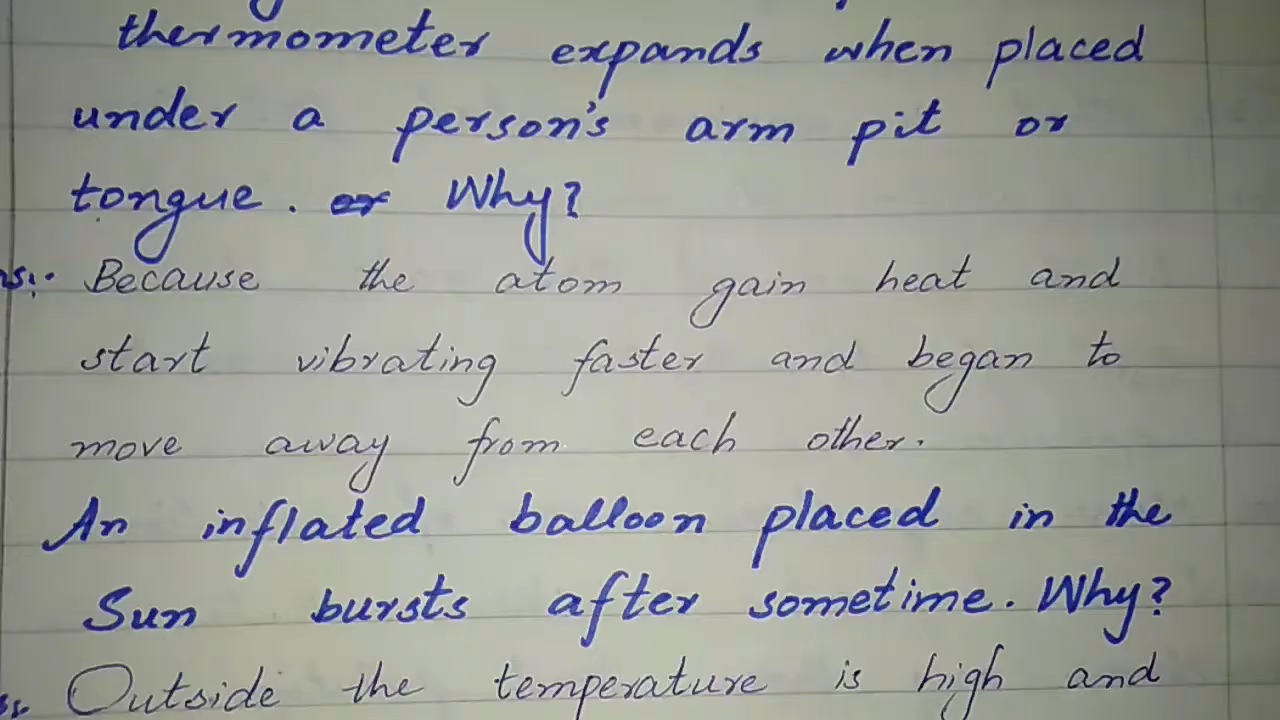 thermometer expands when placed
under a person's arm pit or
tongue. or Why?
ns:- Because the atom gain heat and
start vibrating faster and began to
move away from each other.
An inflated balloon placed in the
Sun bursts after sometime. Why?
Outside the temperature is high and